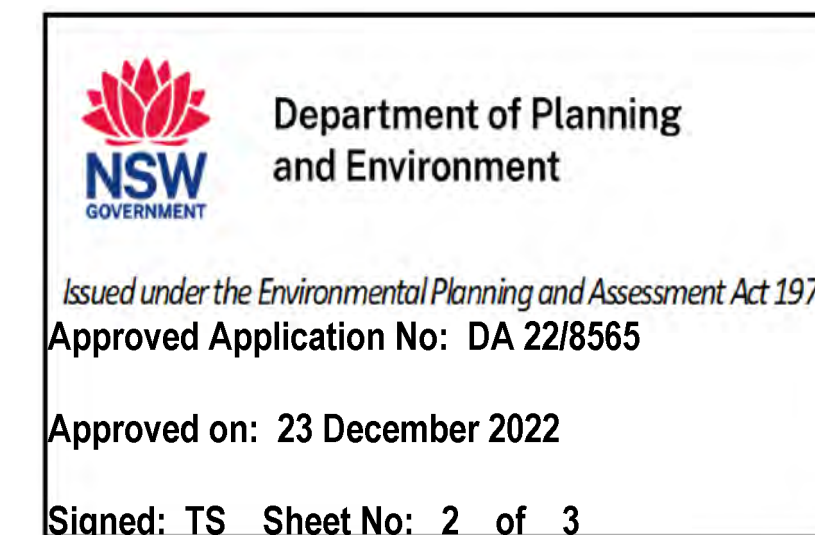 Department of Planning
and Environment
NSW
GOVERNMENT
Issued under the Environmental Planning and Assessment Act 197
Approved Application No: DA 22/8565
Approved on: 23 December 2022
Signed: TS Sheet No: 2 of 3